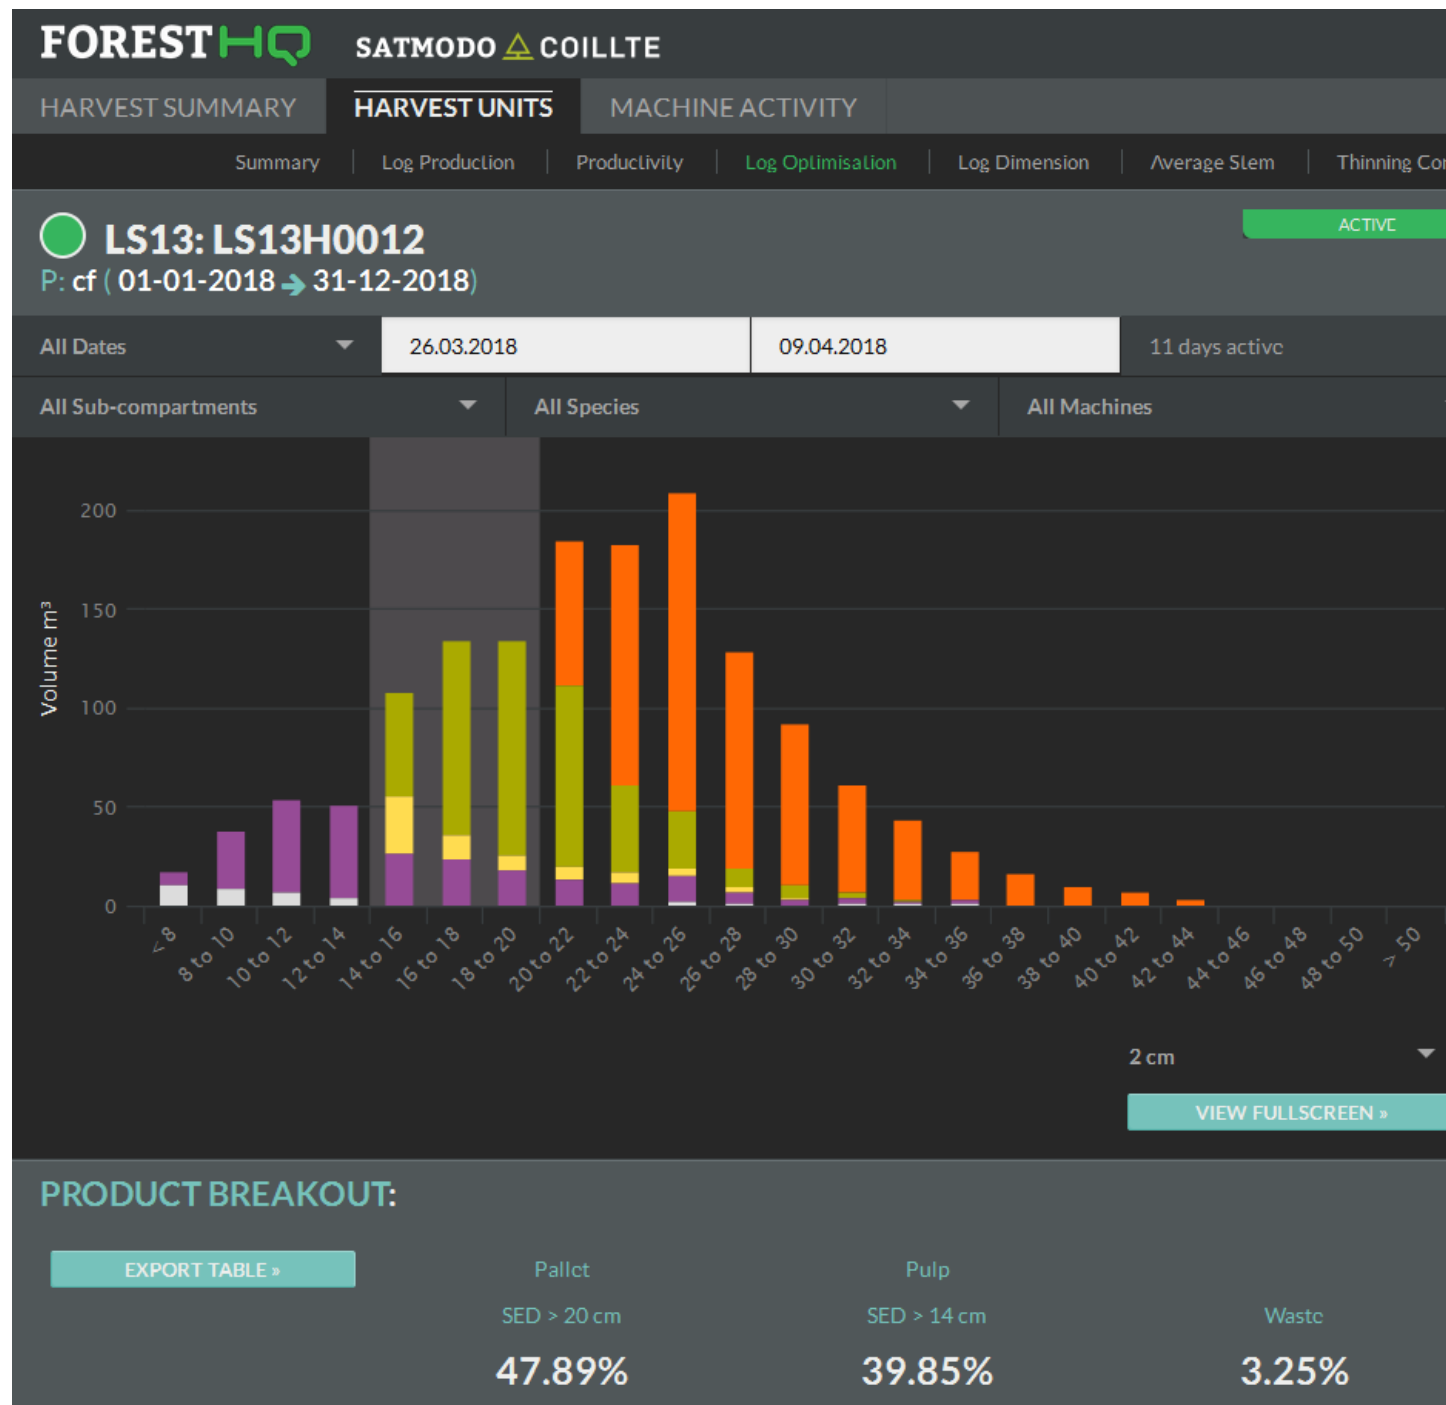 FOREST HQ SATMODO COILLTE
HARVEST SUMMARY HARVEST UNITS MACHINE ACTIVITY
Summary Log Production Productivity Log Optimisation Log Dimension Average Stem Thinning
LS13: LS13H0012
ACTIVE
P: cf ( 01-01-2018 ➔ 31-12-2018)
All Dates 26.03.2018 09.04.2018 11 days active
All Sub-compartments All Species All Machines
Volume m³
200
150
100
50
0
< 8 8 to 10 10 to 12 12 to 14 14 to 16 16 to 18 18 to 20 20 to 22 22 to 24 24 to 26 26 to 28 28 to 30 30 to 32 32 to 34 34 to 36 36 to 38 38 to 40 40 to 42 42 to 44 44 to 46 46 to 48 48 to 50 > 50
2 cm
VIEW FULLSCREEN »
PRODUCT BREAKOUT:
EXPORT TABLE » Pallet Pulp
SED > 20 cm SED > 14 cm Waste
47.89% 39.85% 3.25%